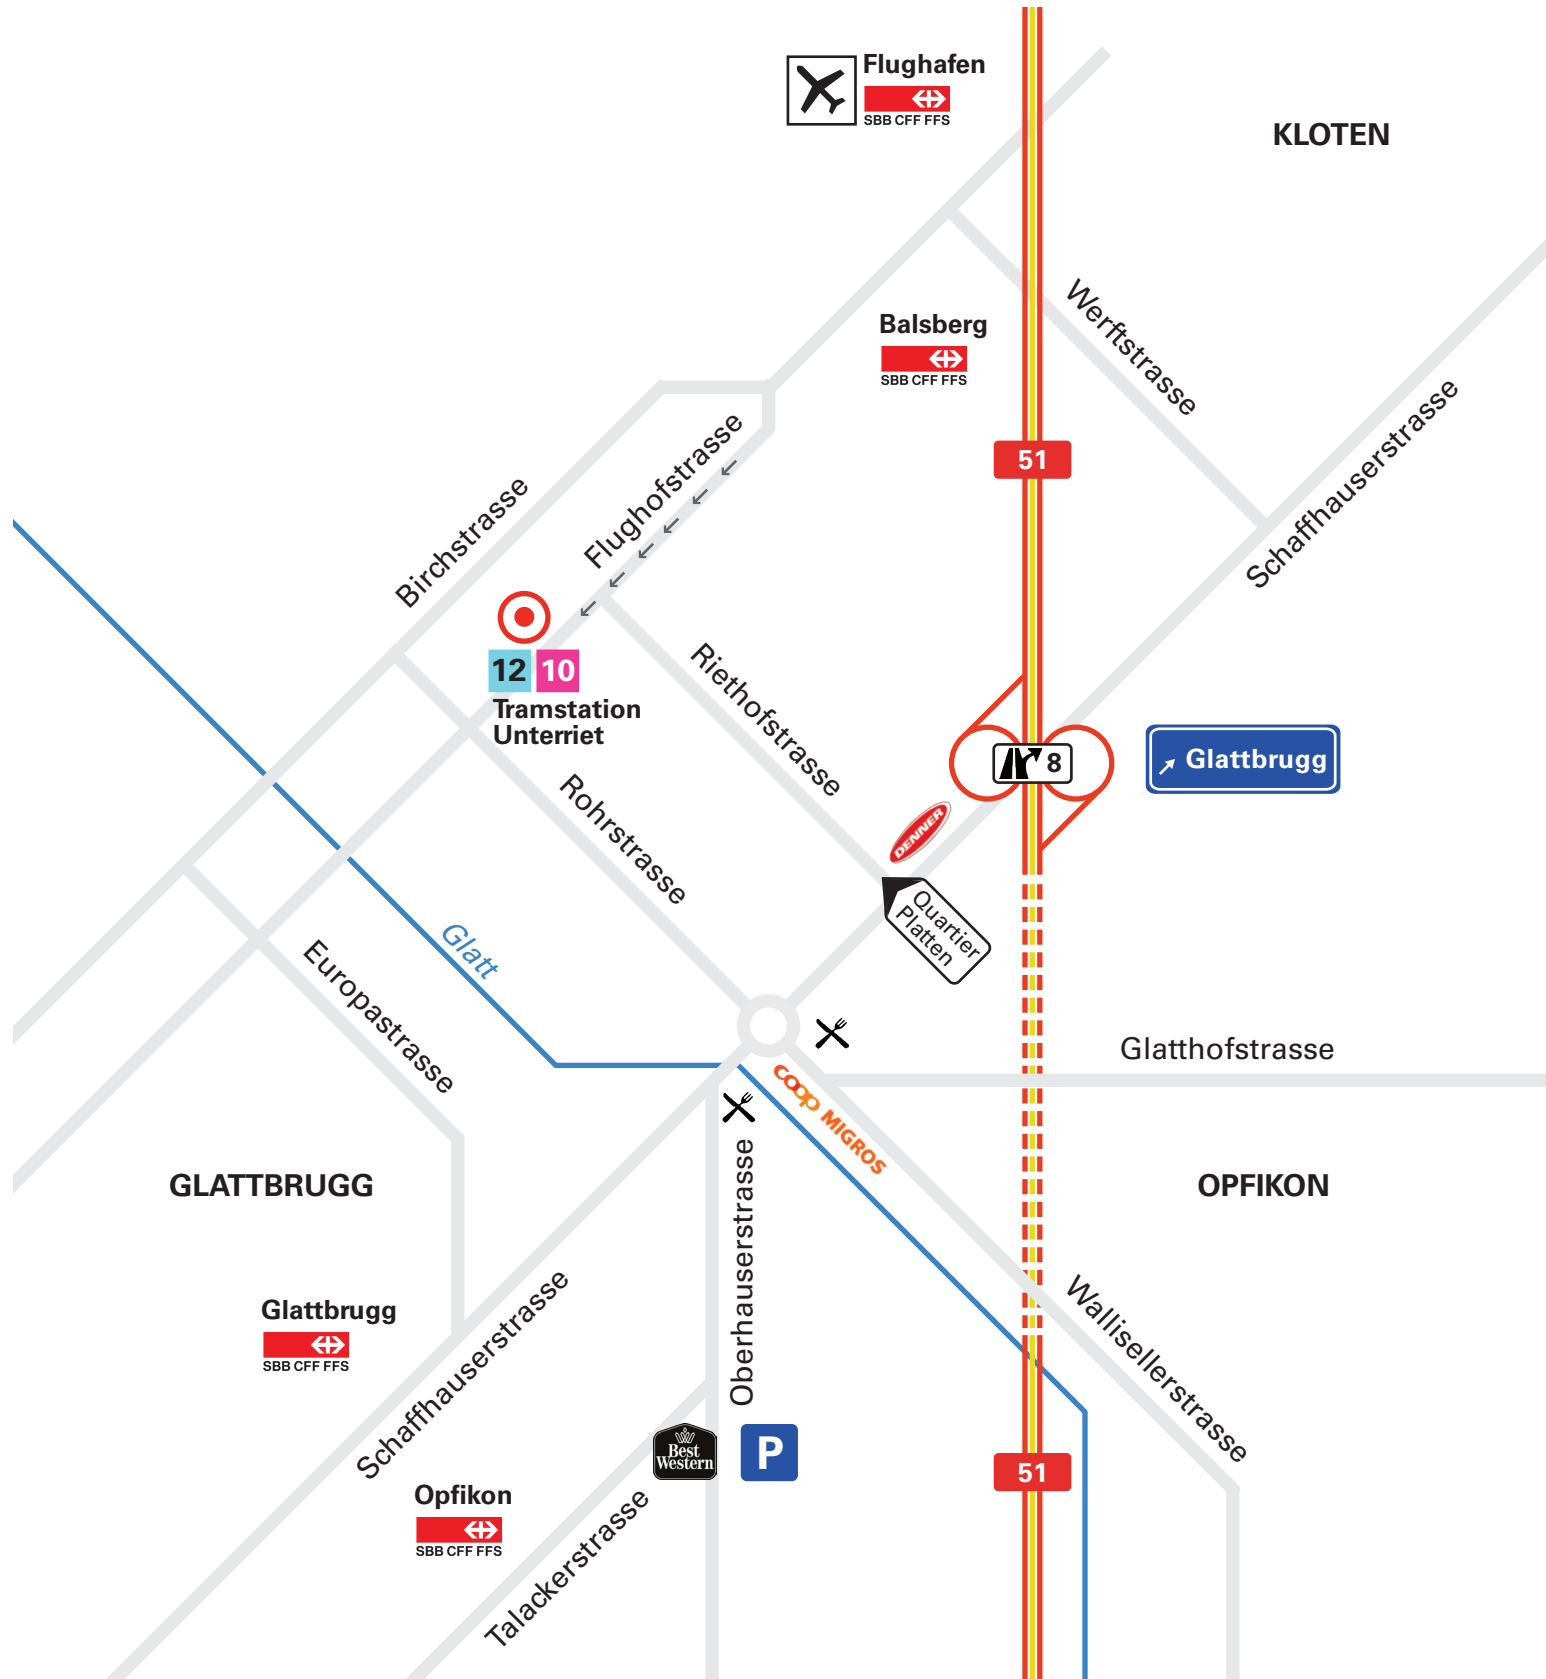 Flughafen
SBB CFF FFS
KLOTEN
Werftstrasse
Balsberg
SBB CFF FFS
Schaffhauserstrasse
Flughofstrasse
51
Birchstrasse
12 10
Tramstation
Unterriet
Riethofstrasse
8
Glattbrugg
Rohrstrasse
DENNER
Quartier
Platten
Glatt
Europastrasse
Glatthofstrasse
coop MIGROS
GLATTBRUGG
OPFIKON
Oberhauserstrasse
Glattbrugg
SBB CFF FFS
Schaffhauserstrasse
Wallisellerstrasse
Best
Western
P
51
Opfikon
SBB CFF FFS
Talackerstrasse